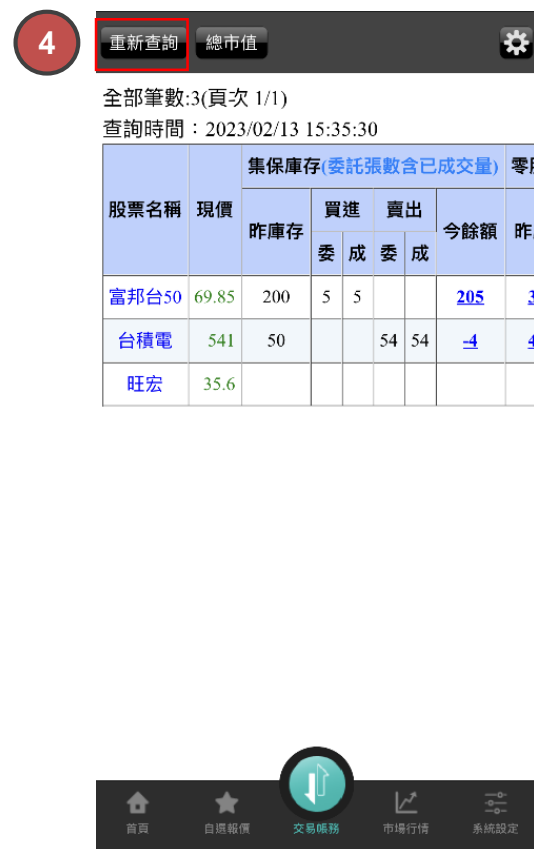 4
重新查詢 總市值
全部筆數:3(頁次 1/1)
查詢時間：2023/02/13 15:35:30
股票名稱 現價 集保庫存(委託張數含已成交量)
昨庫存 買進 賣出 今餘額
委 成 委 成
富邦台50 69.85 200 5 5 205
台積電 541 50 54 54 -4
旺宏 35.6
首頁 自選報價 交易帳務 市場行情 系統設定